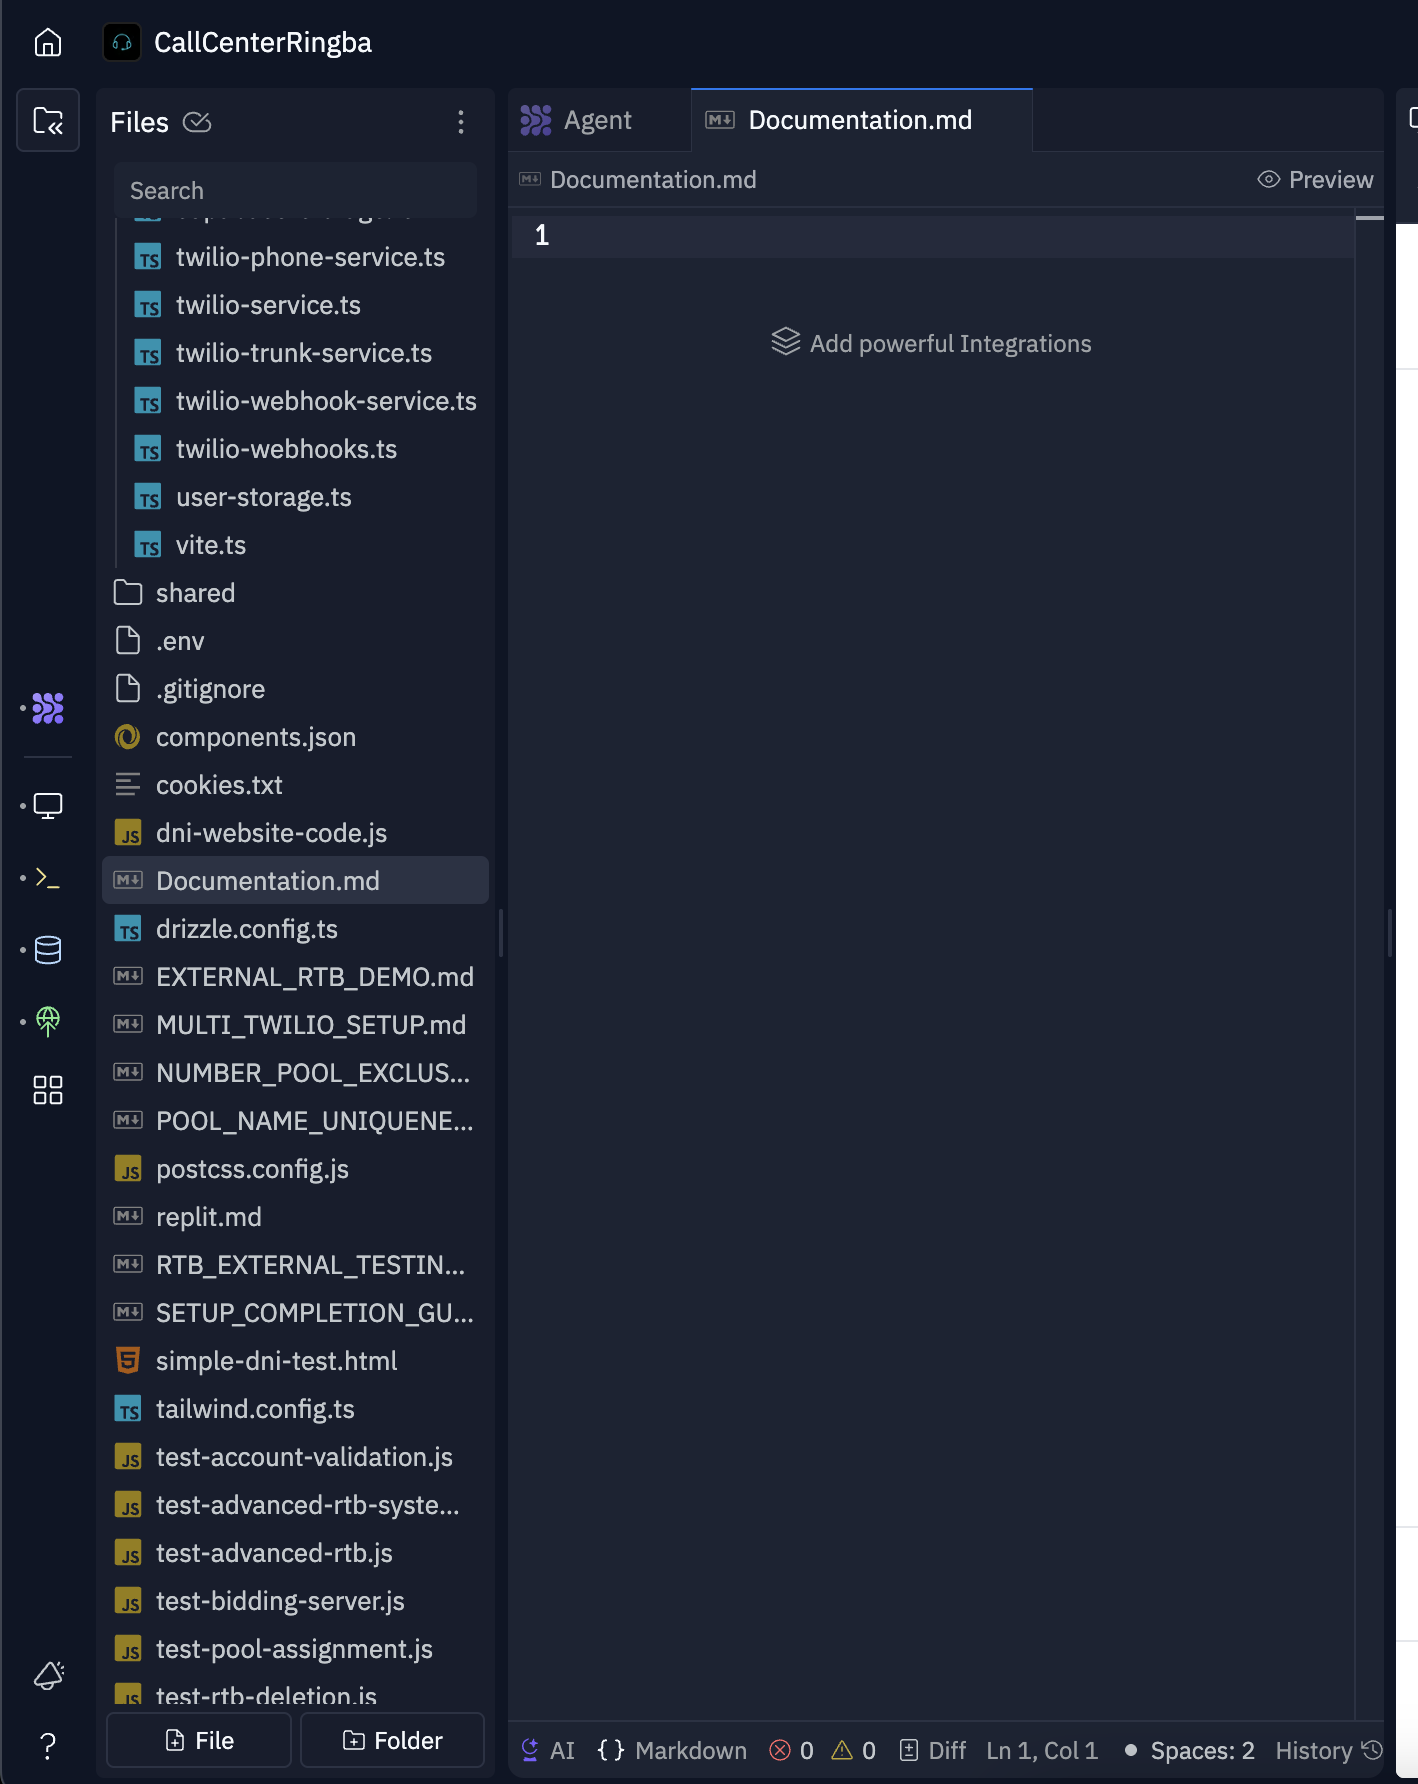 CallCenterRingba
Files
Search
twilio-phone-service.ts
twilio-service.ts
twilio-trunk-service.ts
twilio-webhook-service.ts
twilio-webhooks.ts
user-storage.ts
vite.ts
shared
.env
.gitignore
components.json
cookies.txt
dni-website-code.js
Documentation.md
drizzle.config.ts
EXTERNAL_RTB_DEMO.md
MULTI_TWILIO_SETUP.md
NUMBER_POOL_EXCLUS...
POOL_NAME_UNIQUENE...
postcss.config.js
replit.md
RTB_EXTERNAL_TESTIN...
SETUP_COMPLETION_GU...
simple-dni-test.html
tailwind.config.ts
test-account-validation.js
test-advanced-rtb-syste...
test-advanced-rtb.js
test-bidding-server.js
test-pool-assignment.js
test-rtb-deletion.js
File Folder
Agent Documentation.md
Documentation.md Preview
1
Add powerful Integrations
AI {} Markdown 0 0 Diff Ln 1, Col 1 Spaces: 2 History